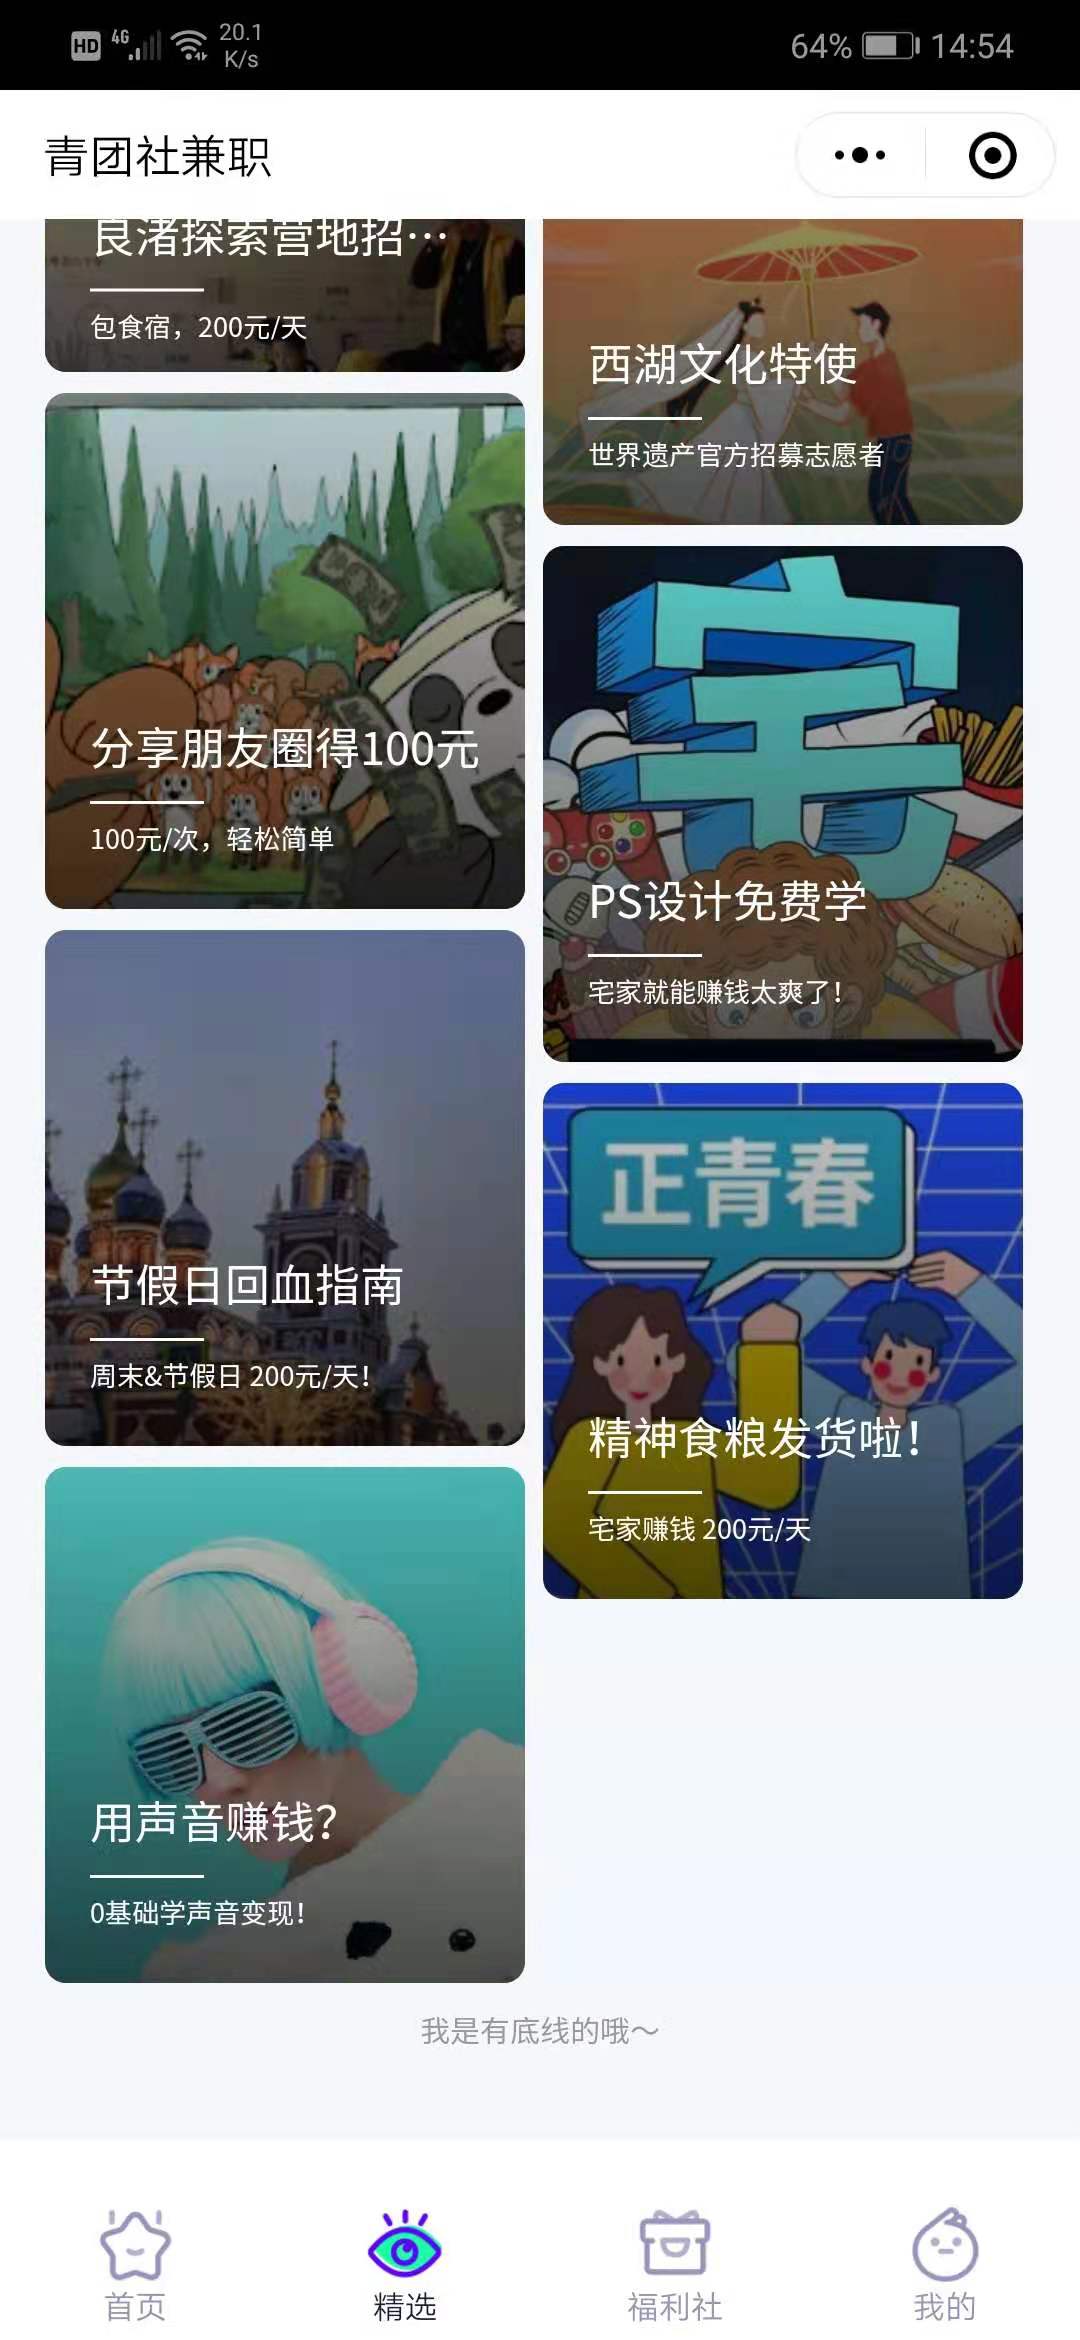 HD 4G 20.1 K/s 64% 14:54
青团社兼职
良渚探索营地招…
包食宿，200元/天
西湖文化特使
世界遗产官方招募志愿者
分享朋友圈得100元
100元/次，轻松简单
宅
PS设计免费学
宅家就能赚钱太爽了！
节假日回血指南
周末&节假日 200元/天！
正青春
精神食粮发货啦！
宅家赚钱 200元/天
用声音赚钱？
0基础学声音变现！
我是有底线的哦～
首页
精选
福利社
我的